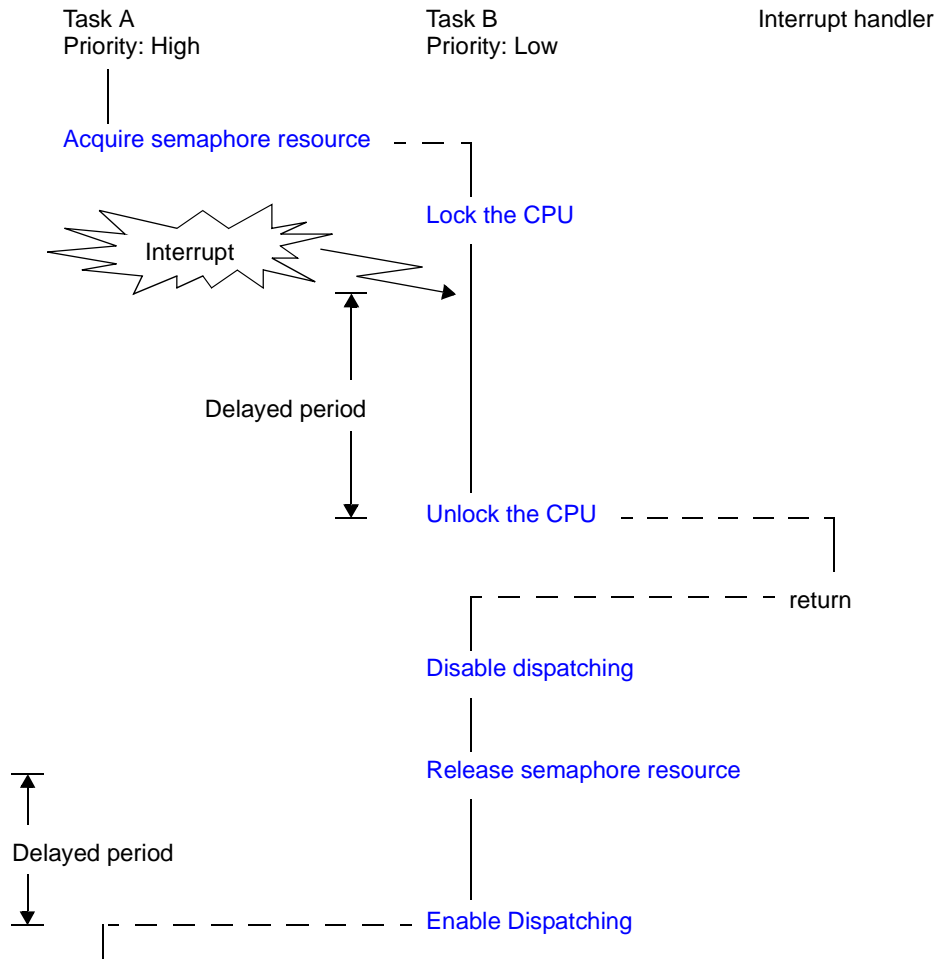 Task A
Priority: High
Task B
Priority: Low
Interrupt handler
Acquire semaphore resource
Lock the CPU
Interrupt
Delayed period
Unlock the CPU
return
Disable dispatching
Release semaphore resource
Delayed period
Enable Dispatching